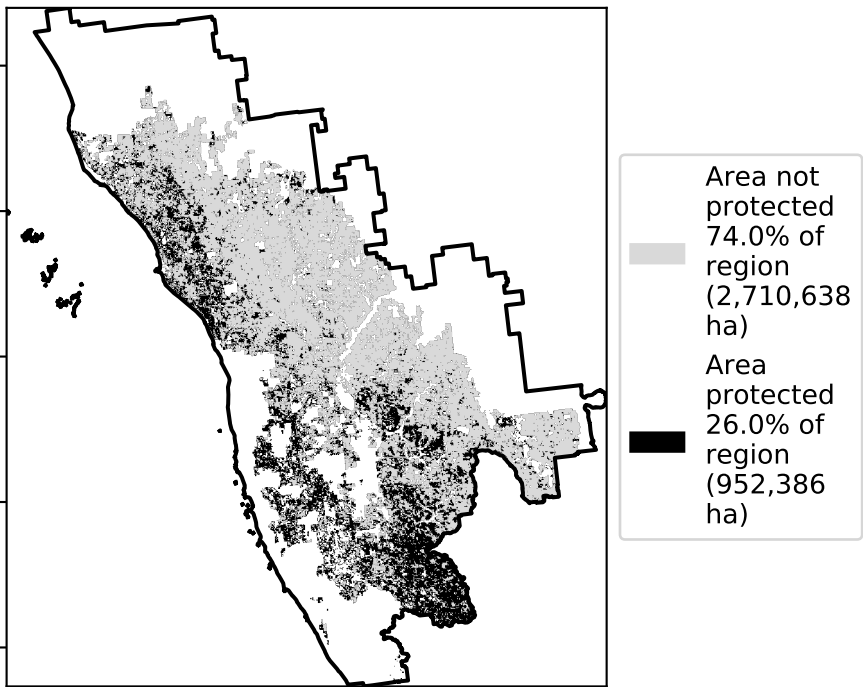 Area not
protected
74.0% of
region
(2,710,638
ha)
Area
protected
26.0% of
region
(952,386
ha)